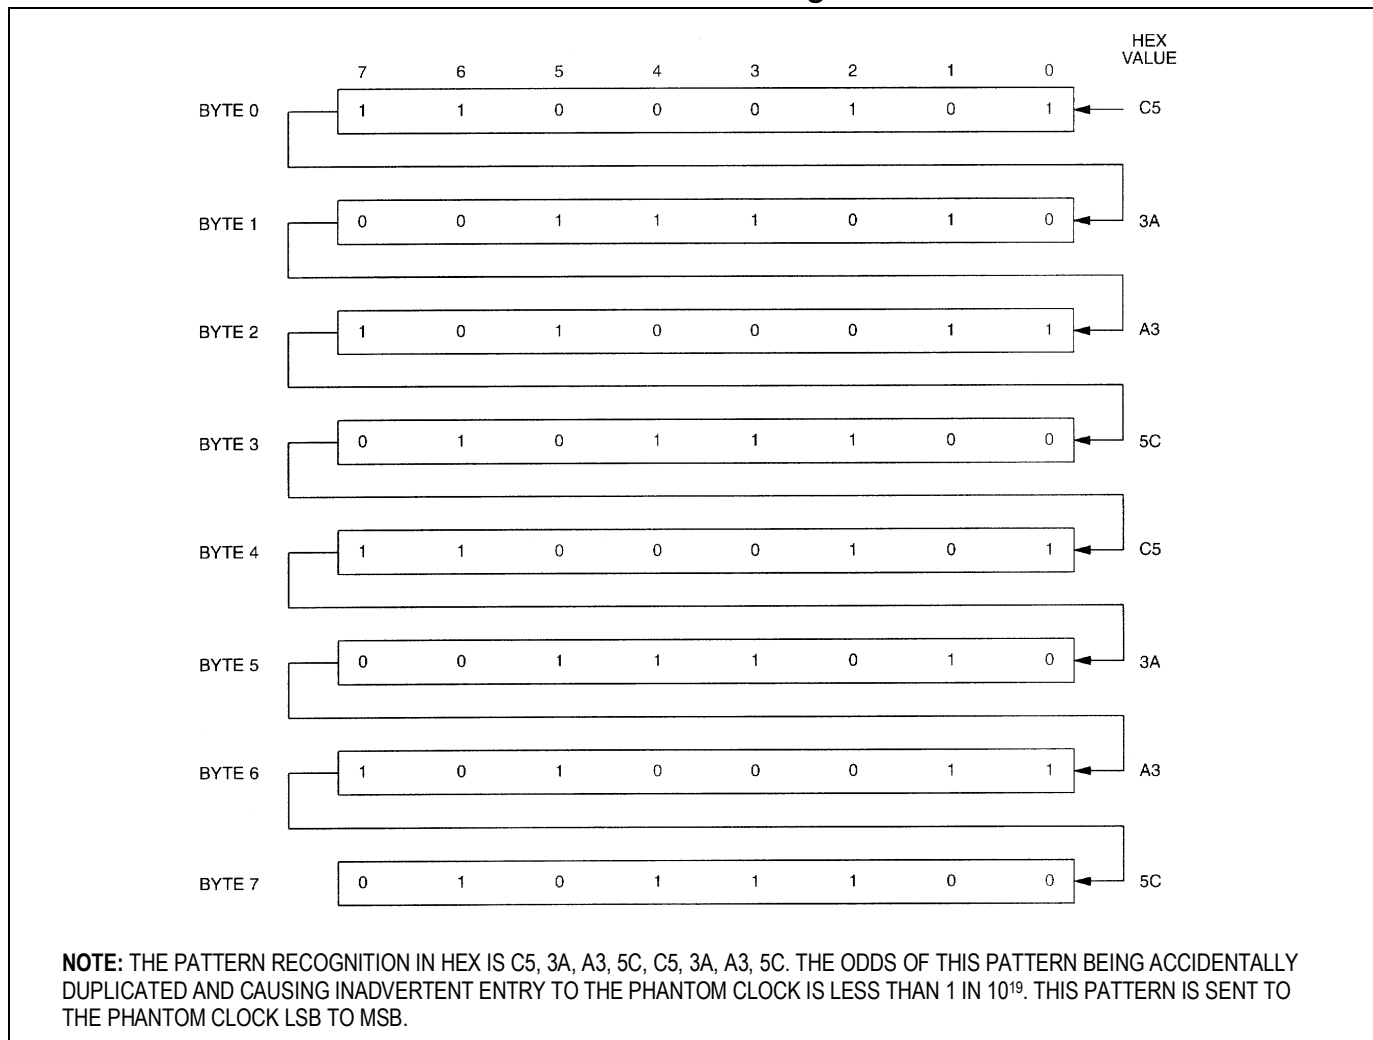 HEX
VALUE
7 6 5 4 3 2 1 0
BYTE 0 1 1 0 0 0 1 0 1 C5
BYTE 1 0 0 1 1 1 0 1 0 3A
BYTE 2 1 0 1 0 0 0 1 1 A3
BYTE 3 0 1 0 1 1 1 0 0 5C
BYTE 4 1 1 0 0 0 1 0 1 C5
BYTE 5 0 0 1 1 1 0 1 0 3A
BYTE 6 1 0 1 0 0 0 1 1 A3
BYTE 7 0 1 0 1 1 1 0 0 5C
NOTE: THE PATTERN RECOGNITION IN HEX IS C5, 3A, A3, 5C, C5, 3A, A3, 5C. THE ODDS OF THIS PATTERN BEING ACCIDENTALLY
DUPLICATED AND CAUSING INADVERTENT ENTRY TO THE PHANTOM CLOCK IS LESS THAN 1 IN 10¹⁹. THIS PATTERN IS SENT TO
THE PHANTOM CLOCK LSB TO MSB.